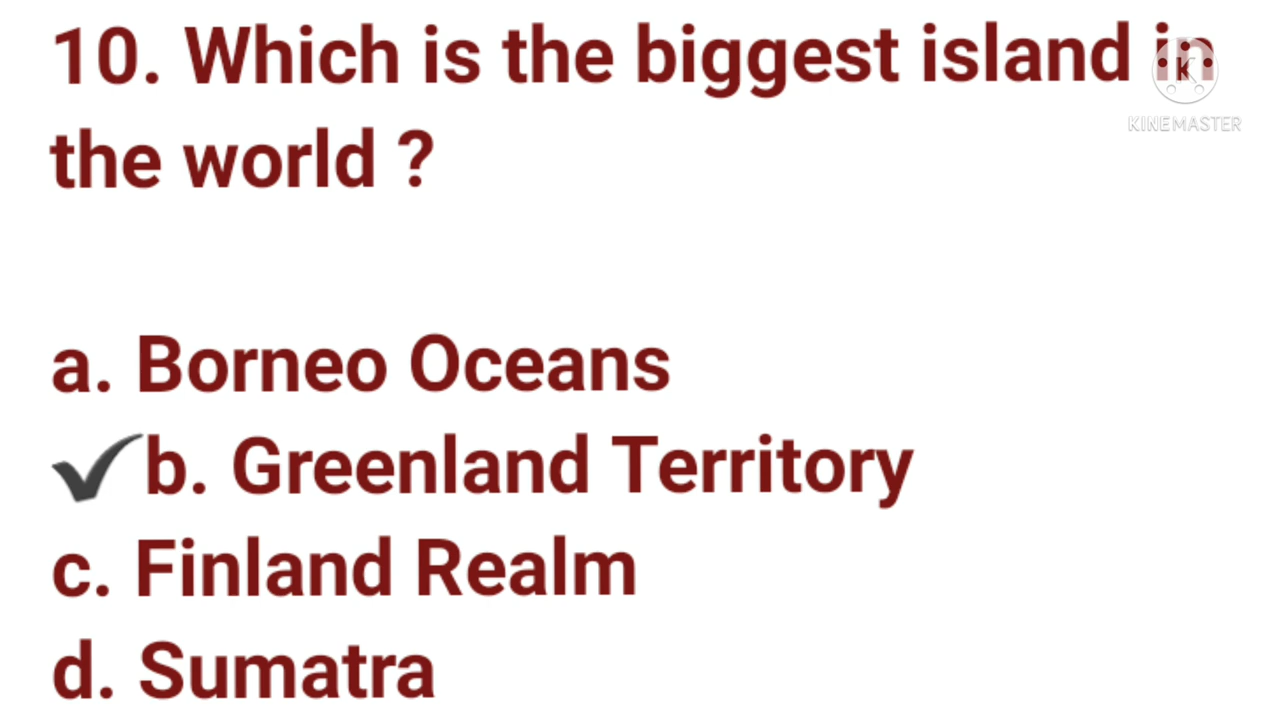 10. Which is the biggest island in
the world ?
KINEMASTER
a. Borneo Oceans
✔b. Greenland Territory
c. Finland Realm
d. Sumatra